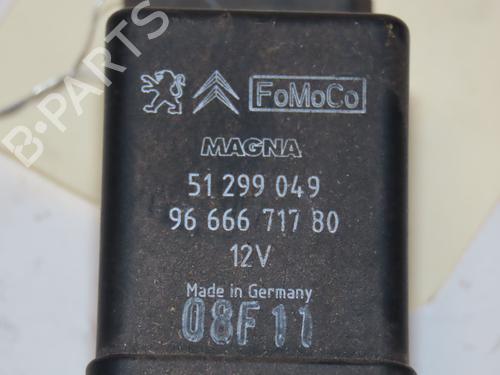 FoMoCo
MAGNA
51 299 049
96 666 717 80
12V
Made in Germany
08F11
B-PARTS